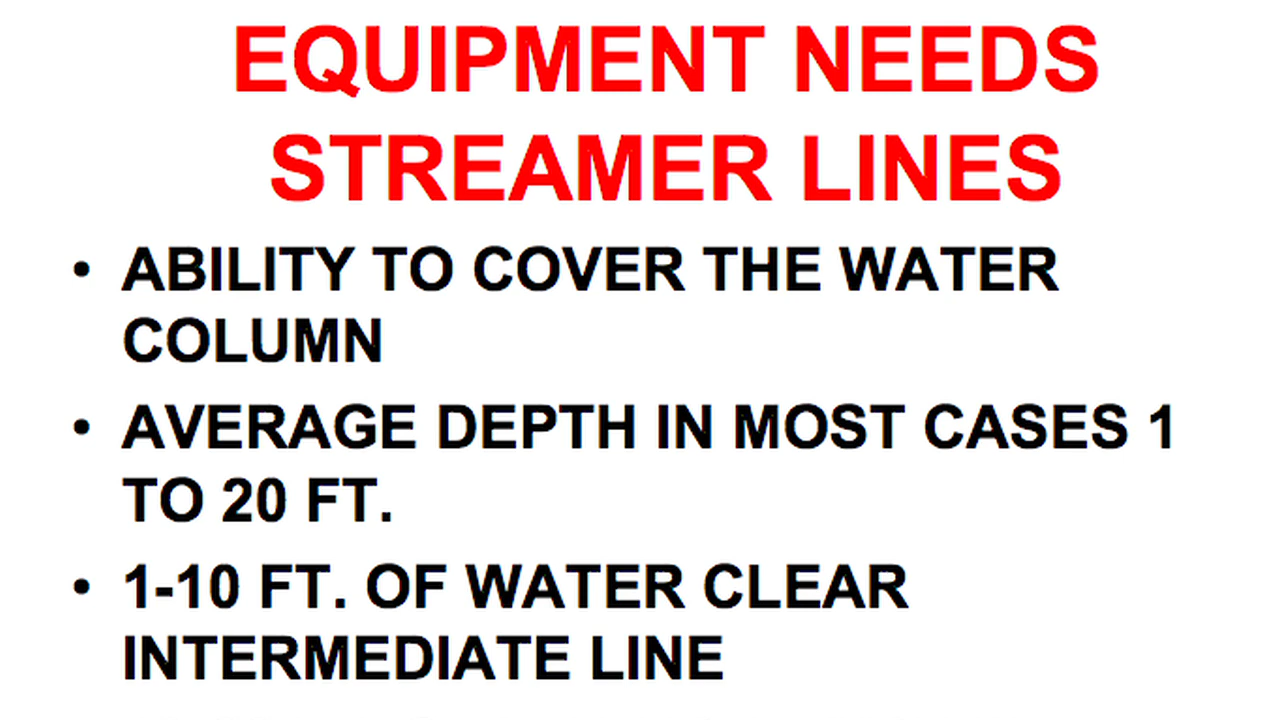 EQUIPMENT NEEDS
STREAMER LINES
• ABILITY TO COVER THE WATER
COLUMN
• AVERAGE DEPTH IN MOST CASES 1
TO 20 FT.
• 1-10 FT. OF WATER CLEAR
INTERMEDIATE LINE